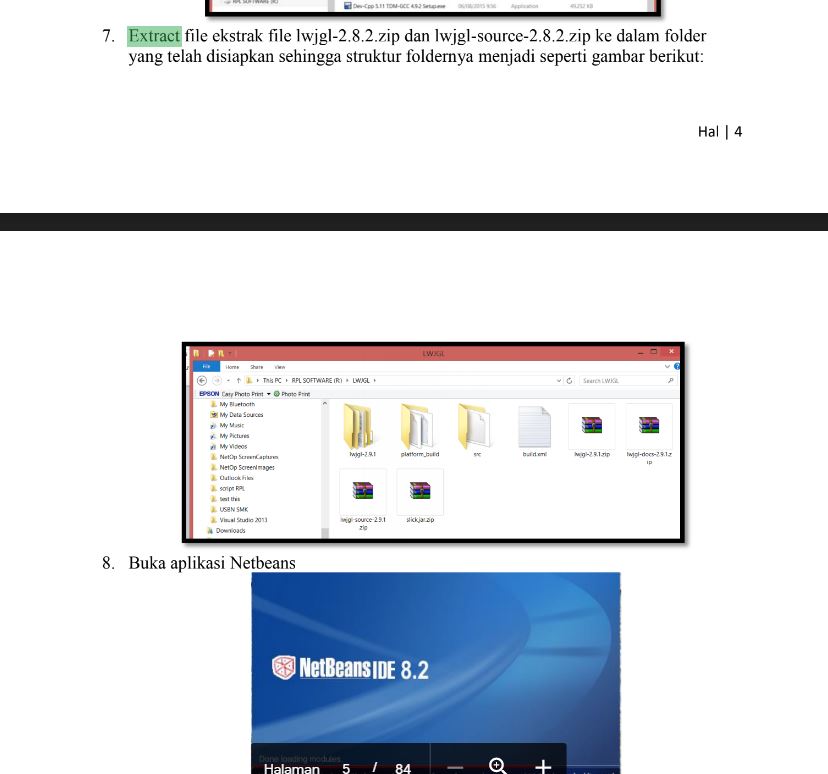 RPL SOFTWARE (R)
Dev-Cpp 5.11 TDM-GCC 4.9.2 Setup.exe 06/08/2015 9:56 Application 49.252 KB
7. Extract file ekstrak file lwjgl-2.8.2.zip dan lwjgl-source-2.8.2.zip ke dalam folder
yang telah disiapkan sehingga struktur foldernya menjadi seperti gambar berikut:
Hal | 4
LWJGL
File Home Share View
This PC RPL SOFTWARE (R) LWJGL Search LWJGL
EPSON Easy Photo Print Photo Print
My Bluetooth
My Data Sources
My Music
My Pictures
My Videos
NetOp ScreenCaptures
NetOp ScreenImages
Outlook Files
script RPL
test this
USBN SMK
Visual Studio 2013
Downloads
lwjgl-2.9.1 platform_build src build.xml lwjgl-2.9.1.zip lwjgl-docs-2.9.1.z
ip
lwjgl-source-2.9.1 slick.jar.zip
.zip
8. Buka aplikasi Netbeans
NetBeans IDE 8.2
Done loading modules.
Halaman 5 / 84